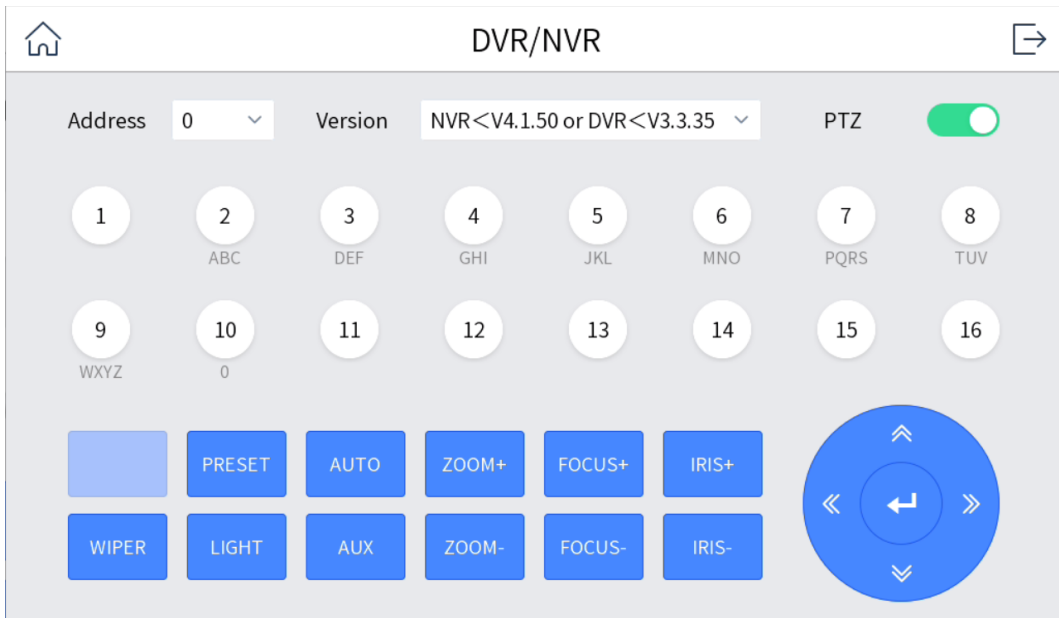 DVR/NVR
Address 0 Version NVR<V4.1.50 or DVR<V3.3.35 PTZ
1 2 3 4 5 6 7 8
ABC DEF GHI JKL MNO PQRS TUV
9 10 11 12 13 14 15 16
WXYZ 0
PRESET AUTO ZOOM+ FOCUS+ IRIS+
WIPER LIGHT AUX ZOOM- FOCUS- IRIS-